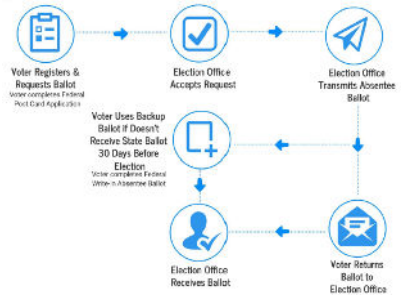 Voter Registers &
Requests Ballot
Voter completes Federal
Post Card Application
Election Office
Accepts Request
Election Office
Transmits Absentee
Ballot
Voter Uses Backup
Ballot if Doesn't
Receive State Ballot
30 Days Before
Election
Voter completes Federal
Write-in Absentee Ballot
Election Office
Receives Ballot
Voter Returns
Ballot to
Election Office